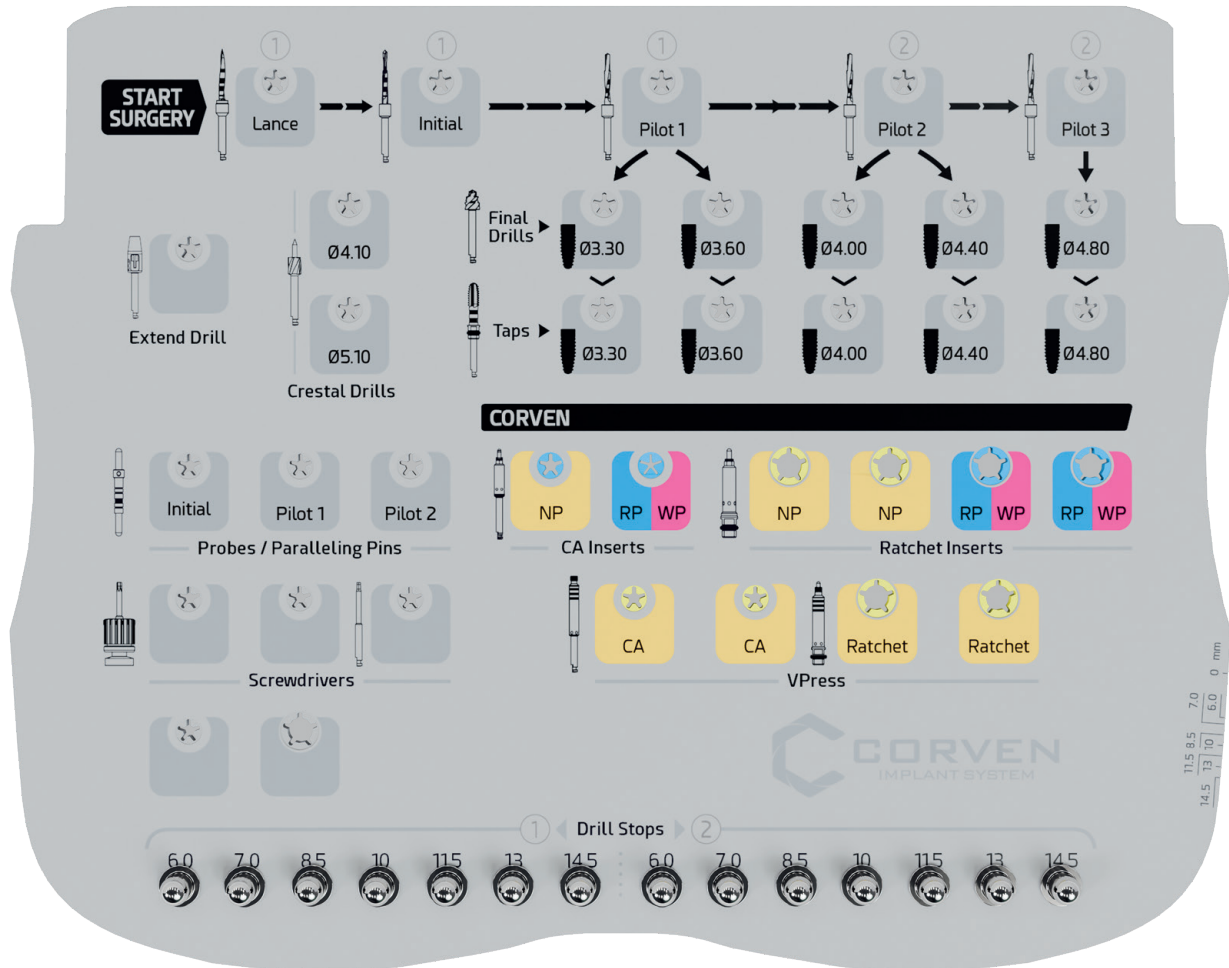 1
1
1
2
2
START
SURGERY
Lance
Initial
Pilot 1
Pilot 2
Pilot 3
Final
Drills
Ø3.30
Ø3.60
Ø4.00
Ø4.40
Ø4.80
Taps
Ø3.30
Ø3.60
Ø4.00
Ø4.40
Ø4.80
Extend Drill
Ø4.10
Ø5.10
Crestal Drills
CORVEN
Initial
Pilot 1
Pilot 2
Probes / Paralleling Pins
NP
RP WP
CA Inserts
NP
NP
RP WP
RP WP
Ratchet Inserts
Screwdrivers
CA
CA
Ratchet
Ratchet
VPress
CORVEN
IMPLANT SYSTEM
0 mm
7.0 6.0
11.5 8.5
13 10
14.5
1 Drill Stops 2
6.0 7.0 8.5 10 11.5 13 14.5 6.0 7.0 8.5 10 11.5 13 14.5